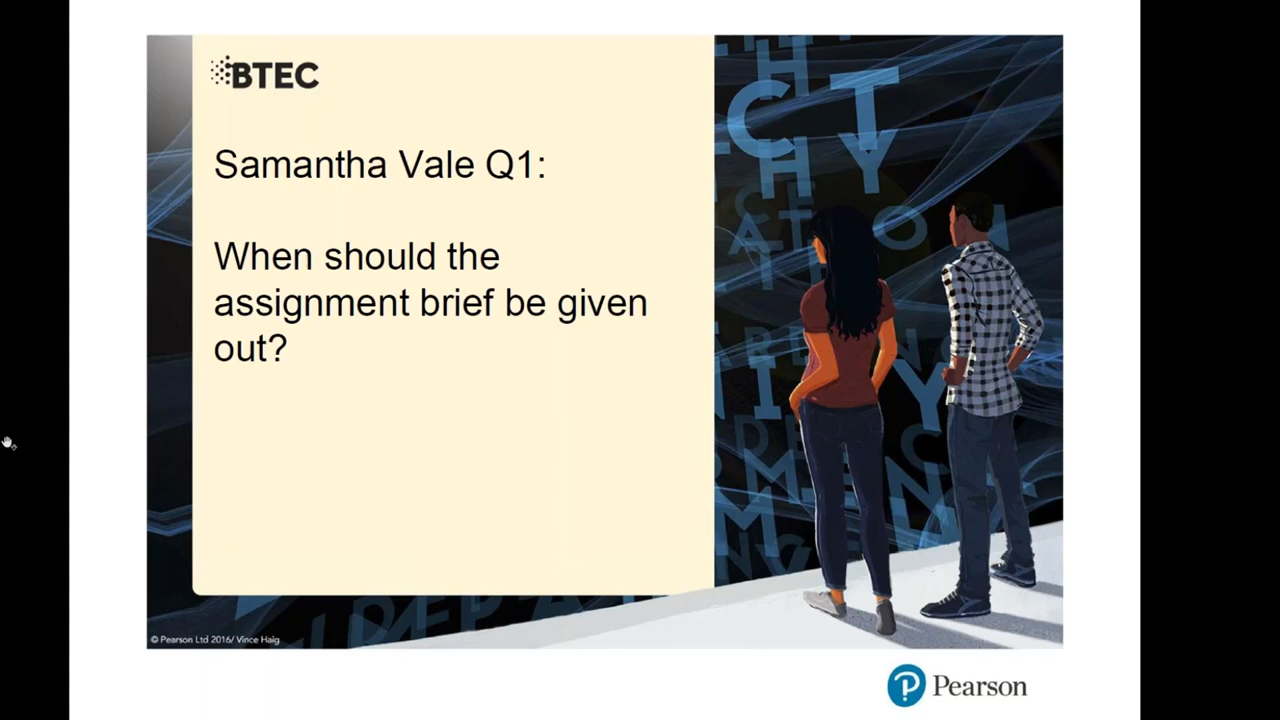 BTEC
Samantha Vale Q1:
When should the
assignment brief be given
out?
© Pearson Ltd 2016/ Vince Haig
Pearson